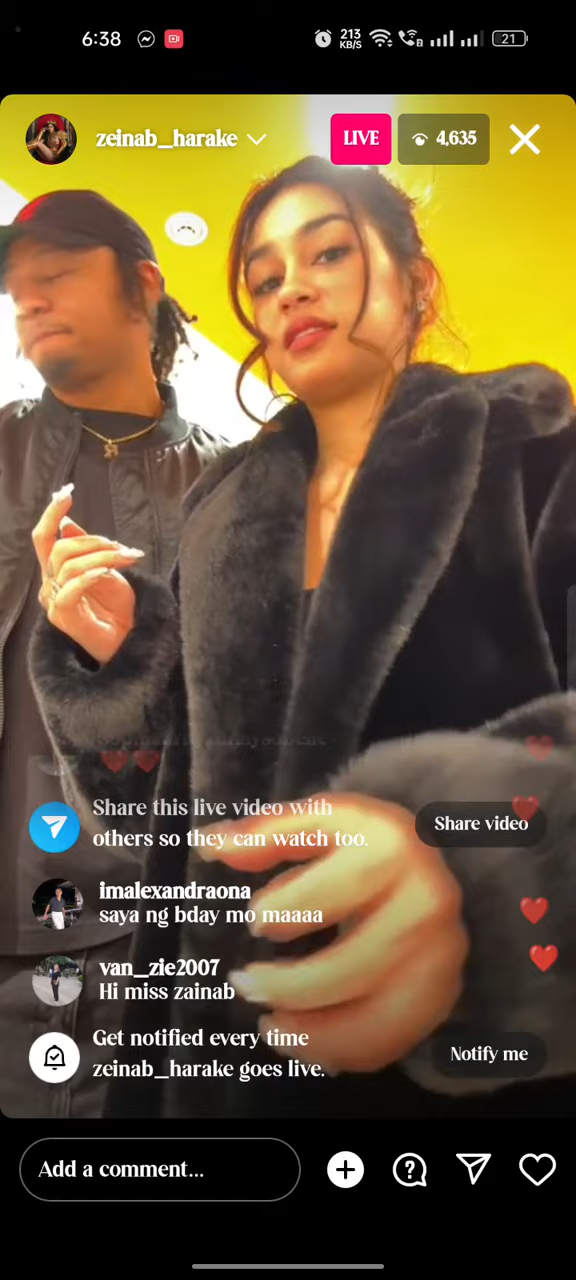 6:38
213
KB/S
2
21
zeinab_harake
LIVE
4,635
Share this live video with
others so they can watch too.
Share video
imalexandraona
saya ng bday mo maaaa
van_zie2007
Hi miss zainab
Get notified every time
zeinab_harake goes live.
Notify me
Add a comment...